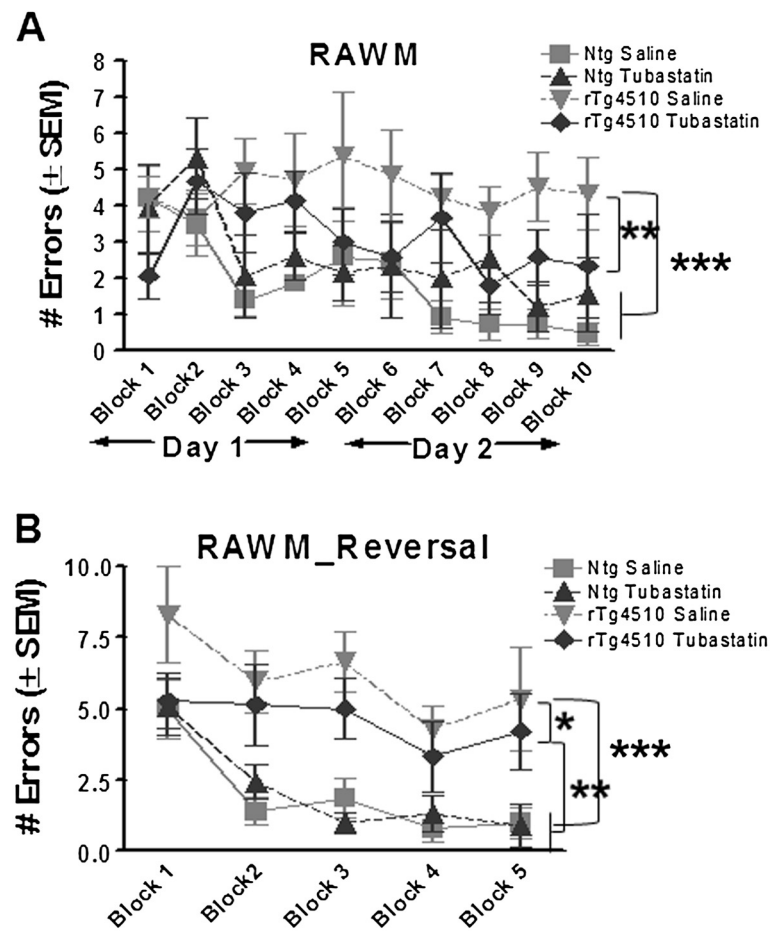 A
RAWM
# Errors (± SEM)
8
7
6
5
4
3
2
1
0
Ntg Saline
Ntg Tubastatin
rTg4510 Saline
rTg4510 Tubastatin
**
***
Block 1
Block2
Block 3
Block 4
Block 5
Block 6
Block 7
Block 8
Block 9
Block 10
Day 1
Day 2
B
RAWM_Reversal
# Errors (± SEM)
10.0
7.5
5.0
2.5
0.0
Ntg Saline
Ntg Tubastatin
rTg4510 Saline
rTg4510 Tubastatin
*
***
**
Block 1
Block2
Block 3
Block 4
Block 5